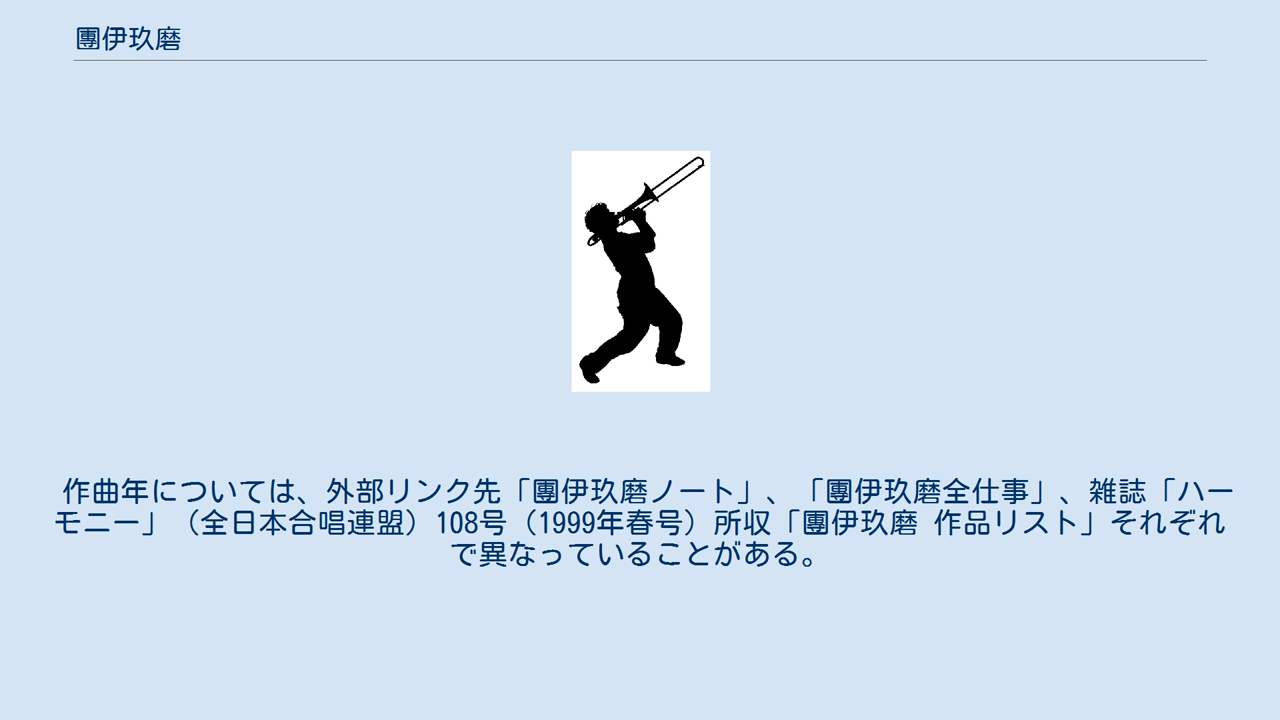 團伊玖磨
作曲年については、外部リンク先「團伊玖磨ノート」、「團伊玖磨全仕事」、雑誌「ハー
モニー」（全日本合唱連盟）108号（1999年春号）所収「團伊玖磨 作品リスト」それぞれ
で異なっていることがある。